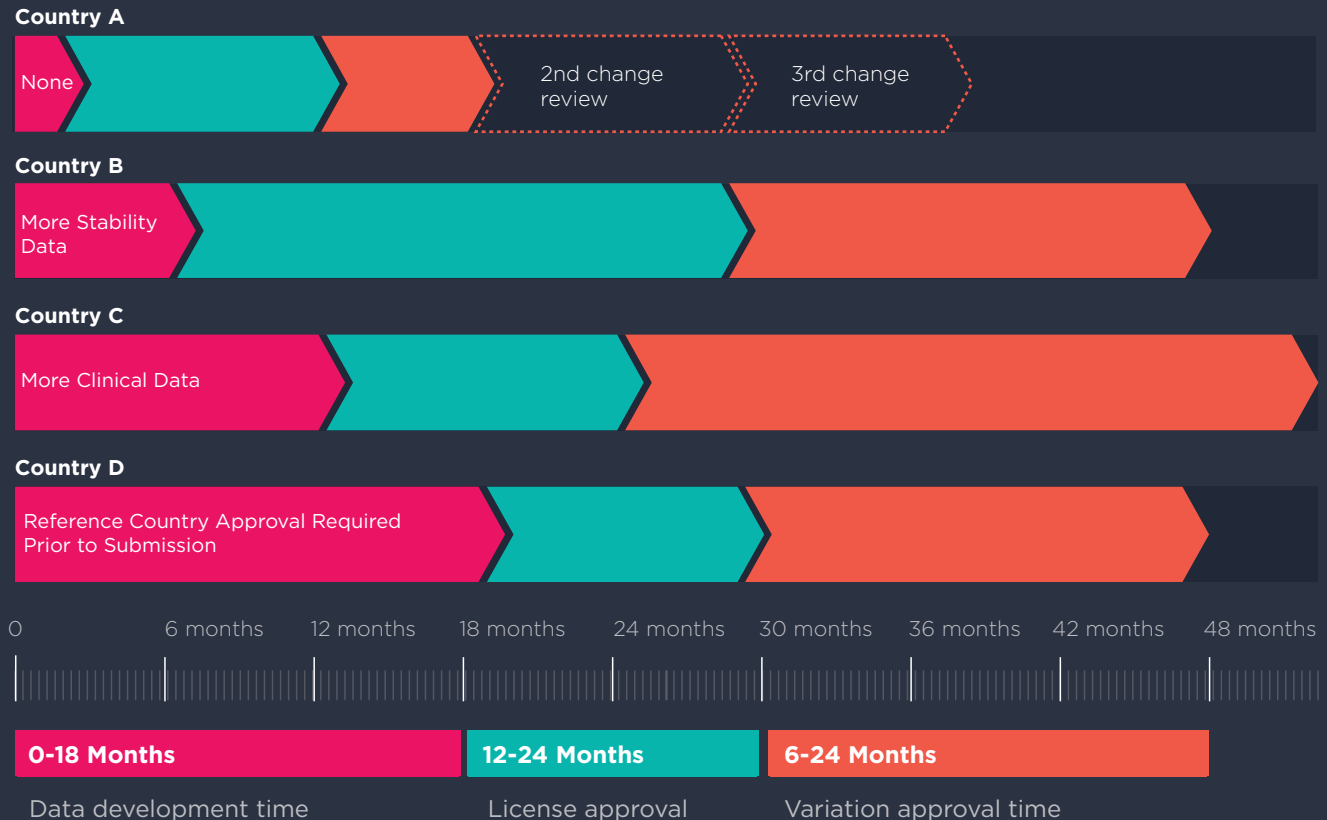 Country A
None
2nd change
review
3rd change
review
Country B
More Stability
Data
Country C
More Clinical Data
Country D
Reference Country Approval Required
Prior to Submission
0
6 months
12 months
18 months
24 months
30 months
36 months
42 months
48 months
0-18 Months
12-24 Months
6-24 Months
Data development time
License approval
Variation approval time